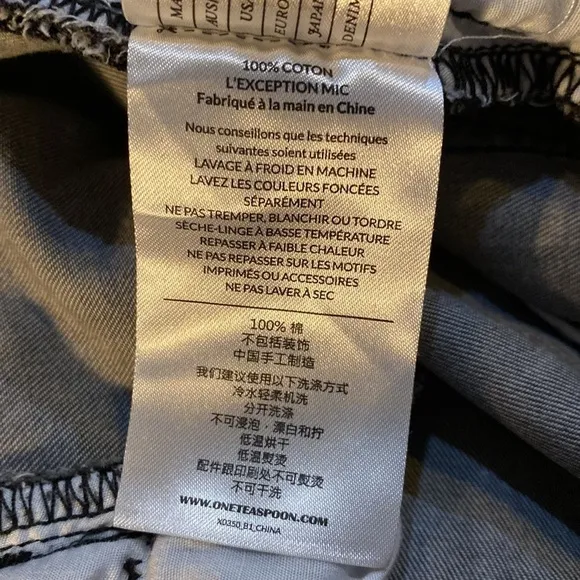 MA
AUS
USA
EURO
JAPAN
DENIM
100% COTON
L'EXCEPTION MIC
Fabriqué à la main en Chine
Nous conseillons que les techniques
suivantes soient utilisées
LAVAGE À FROID EN MACHINE
LAVEZ LES COULEURS FONCÉES
SÉPARÉMENT
NE PAS TREMPER, BLANCHIR OU TORDRE
SÈCHE-LINGE À BASSE TEMPÉRATURE
REPASSER À FAIBLE CHALEUR
NE PAS REPASSER SUR LES MOTIFS
IMPRIMÉS OU ACCESSOIRES
NE PAS LAVER À SEC
100% 棉
不包括装饰
中国手工制造
我们建议使用以下洗涤方式
冷水轻柔机洗
分开洗涤
不可浸泡，漂白和拧
低温烘干
低温熨烫
配件跟印刷处不可熨烫
不可干洗
WWW.ONETEASPOON.COM
X0350_B1_CHINA